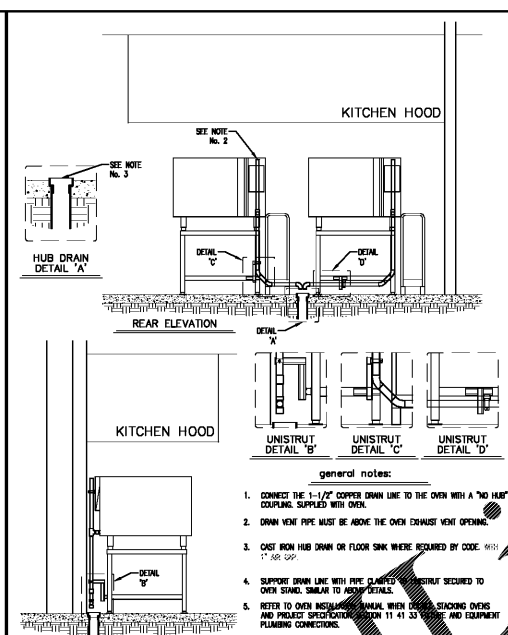 KITCHEN HOOD
SEE NOTE
No. 2
SEE NOTE
No. 3
HUB DRAIN
DETAIL 'A'
DETAIL
'C'
DETAIL
'D'
REAR ELEVATION
DETAIL
'A'
KITCHEN HOOD
DETAIL
'B'
UNISTRUT
DETAIL 'B'
UNISTRUT
DETAIL 'C'
UNISTRUT
DETAIL 'D'
general notes:
1. CONNECT THE 1-1/2" COPPER DRAIN LINE TO THE OVEN WITH A "NO HUB"
COUPLING. SUPPLIED WITH OVEN.
2. DRAIN VENT PIPE MUST BE ABOVE THE OVEN EXHAUST VENT OPENING.
3. CAST IRON HUB DRAIN OR FLOOR SINK WHERE REQUIRED BY CODE.
4. SUPPORT DRAIN LINE WITH PIPE CLAMPED SECURED TO
OVEN STAND. SIMILAR TO ABOVE DETAILS.
5. REFER TO OVEN MANUAL WHEN STACKING OVENS
AND PROJECT SPECIFICATION 11 41 33 AND EQUIPMENT
PLUMBING CONNECTIONS.